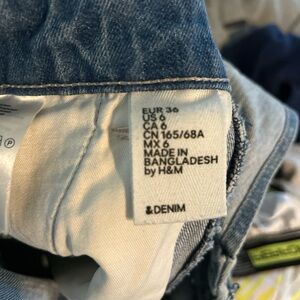 EUR 36
US 6
CA 6
CN 165/68A
MX 6
MADE IN
BANGLADESH
by H&M
&DENIM
P